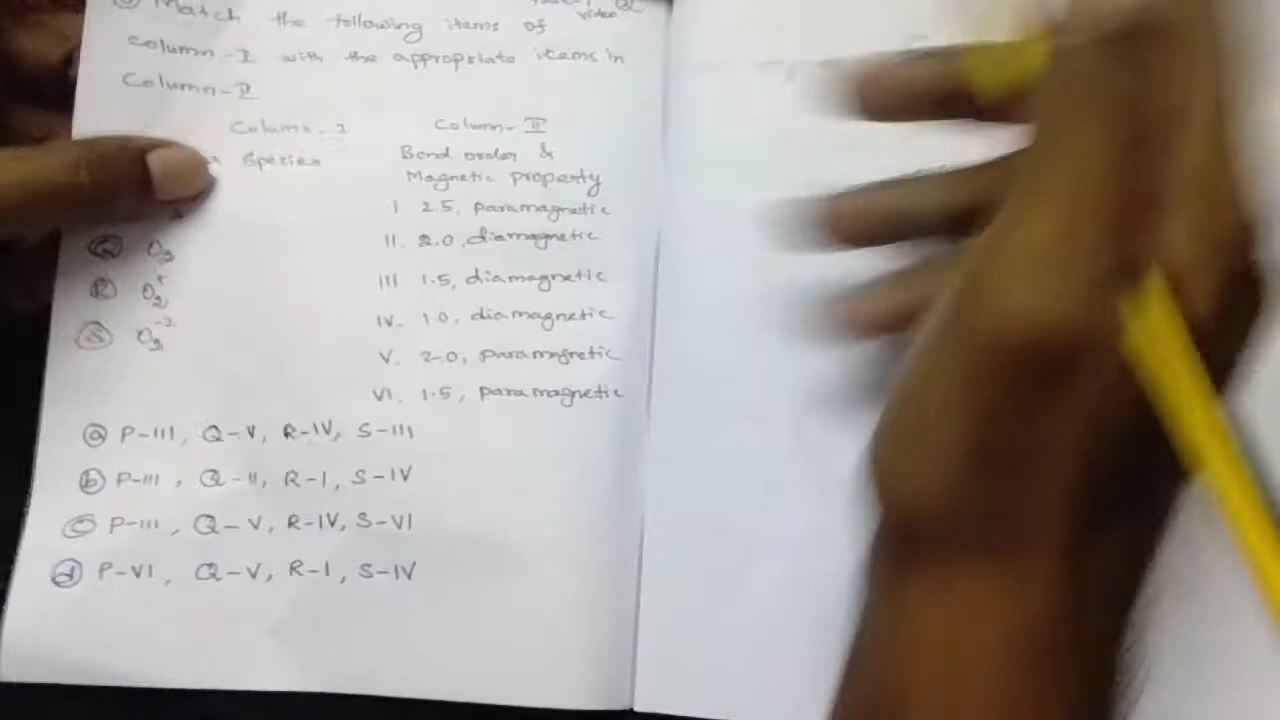 Match the following items of
video
Column-I with the appropriate items in
Column-II
Column-I
Column-II
Species
Bond order &
Magnetic property
I. 2.5, paramagnetic
II. 2.0, diamagnetic
Q O2
III 1.5, diamagnetic
R O2+
IV. 1.0, diamagnetic
S O2-2
V. 2.0, paramagnetic
VI. 1.5, paramagnetic
a P-III, Q-V, R-IV, S-III
b P-III, Q-II, R-I, S-IV
c P-III, Q-V, R-IV, S-VI
d P-VI, Q-V, R-I, S-IV